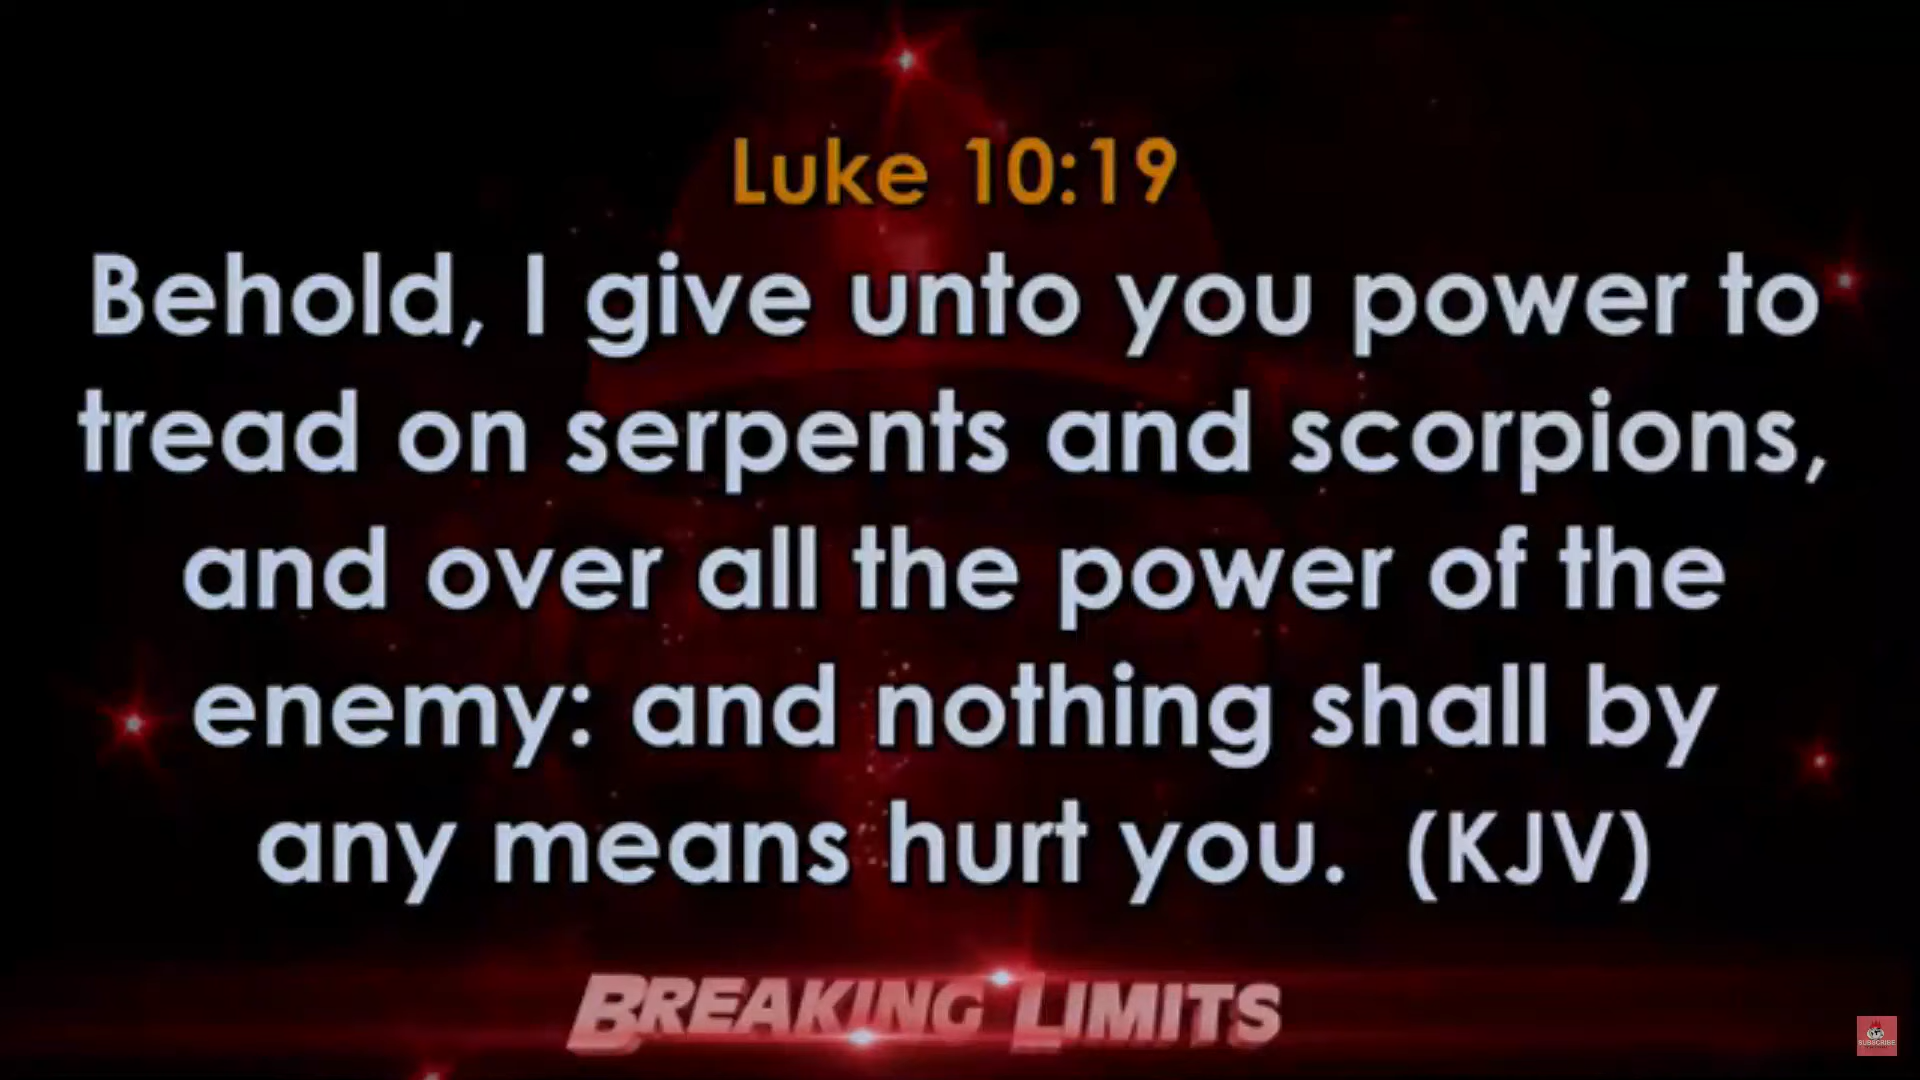 Luke 10:19
Behold, I give unto you power to
tread on serpents and scorpions,
and over all the power of the
enemy: and nothing shall by
any means hurt you. (KJV)
BREAKING LIMITS
SUBSCRIBE